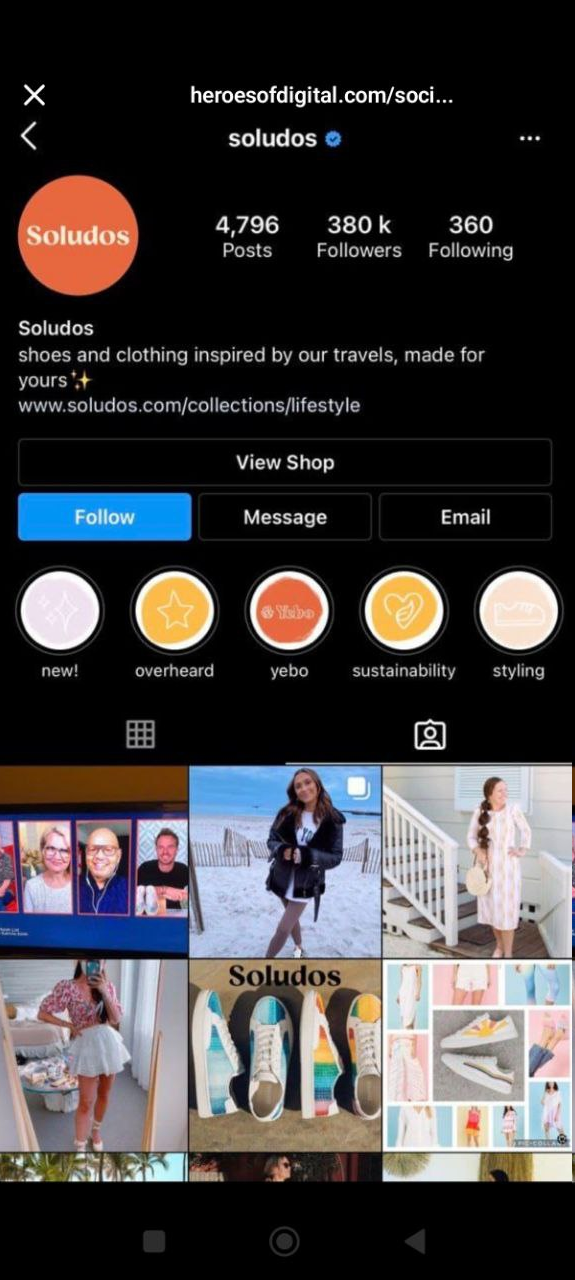 heroesofdigital.com/soci...
soludos
Soludos
4,796
Posts
380 k
Followers
360
Following
Soludos
shoes and clothing inspired by our travels, made for
yours✨
www.soludos.com/collections/lifestyle
View Shop
Follow
Message
Email
Yebo
new!
overheard
yebo
sustainability
styling
Soludos